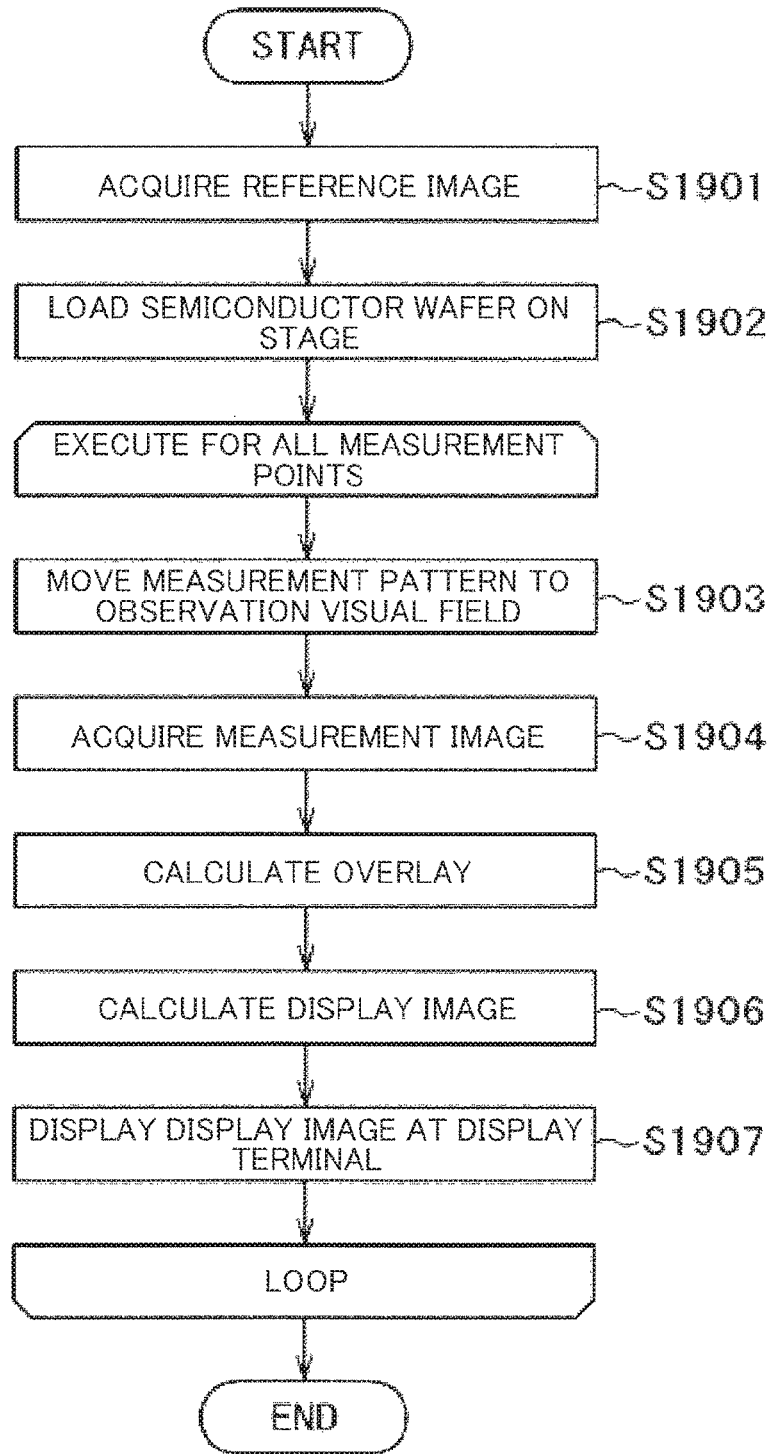 START
ACQUIRE REFERENCE IMAGE
S1901
LOAD SEMICONDUCTOR WAFER ON
STAGE
S1902
EXECUTE FOR ALL MEASUREMENT
POINTS
MOVE MEASUREMENT PATTERN TO
OBSERVATION VISUAL FIELD
S1903
ACQUIRE MEASUREMENT IMAGE
S1904
CALCULATE OVERLAY
S1905
CALCULATE DISPLAY IMAGE
S1906
DISPLAY DISPLAY IMAGE AT DISPLAY
TERMINAL
S1907
LOOP
END